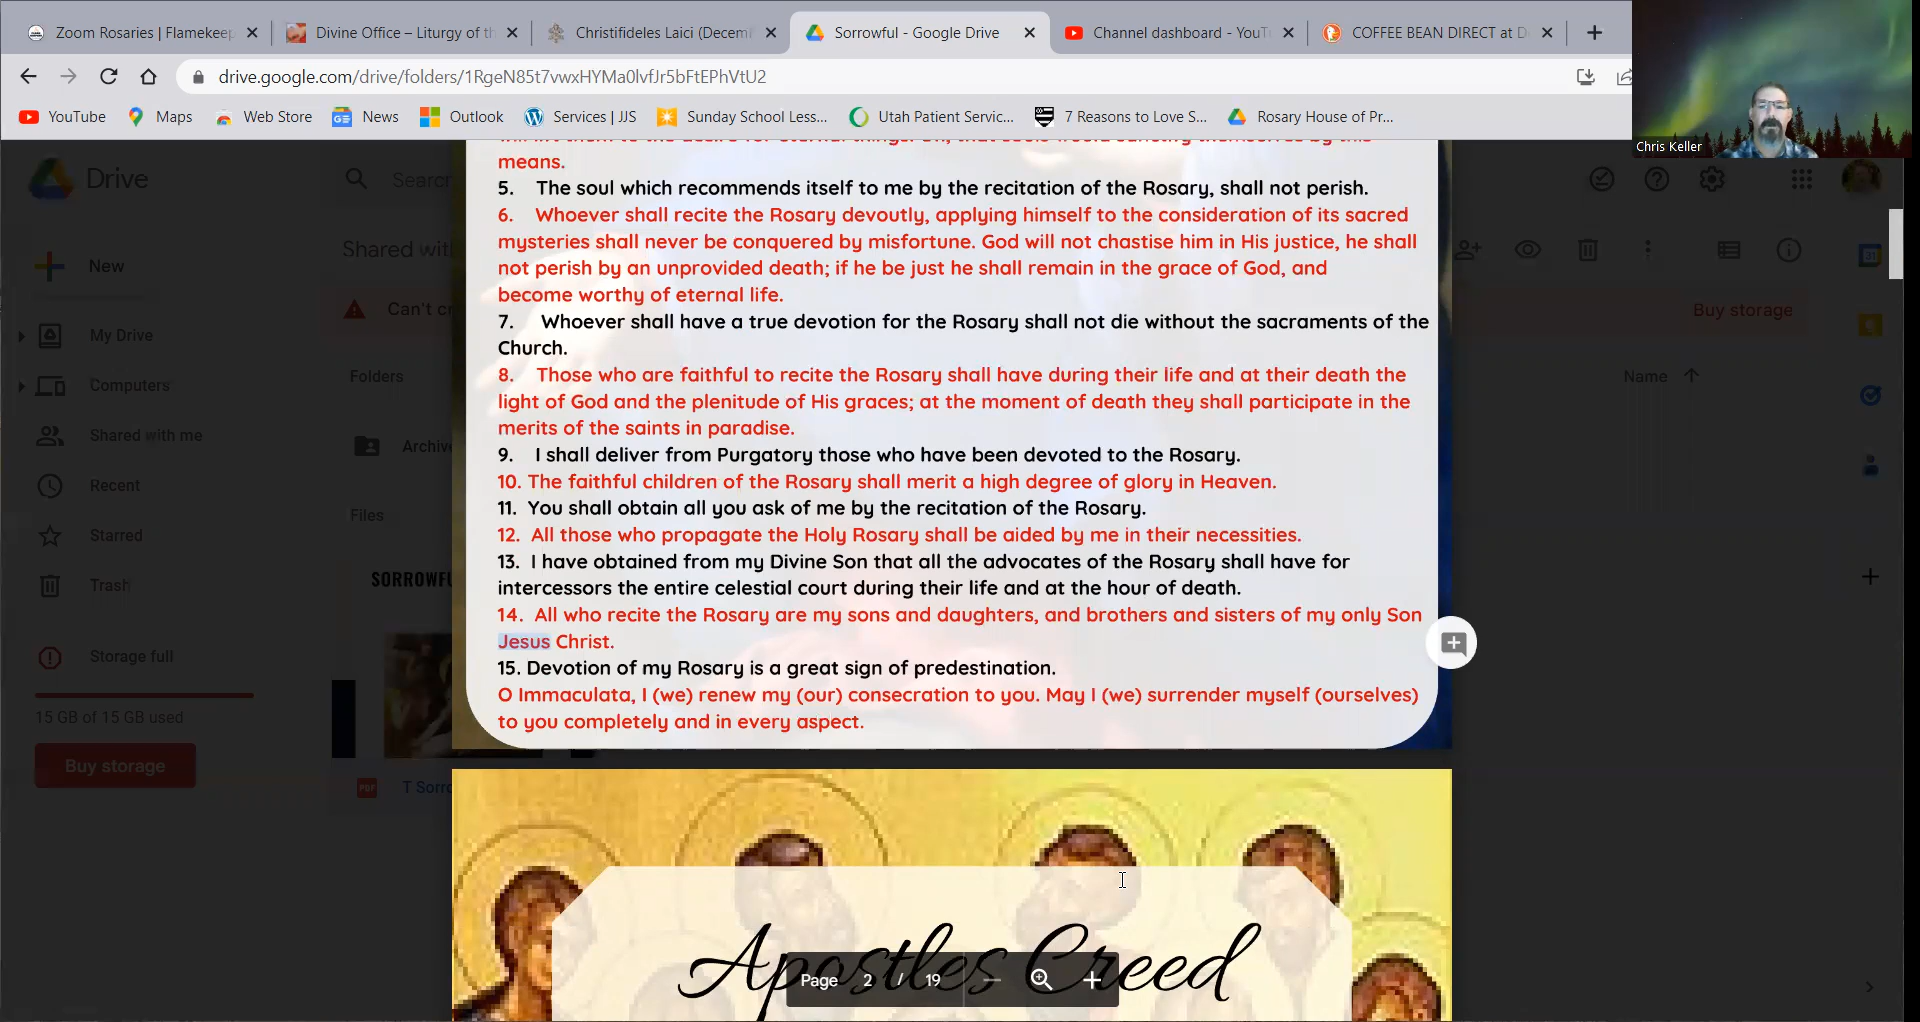 Zoom Rosaries | Flamekeep
Divine Office – Liturgy of th
Christifideles Laici (Decem
Sorrowful - Google Drive
Channel dashboard - YouT
COFFEE BEAN DIRECT at D
drive.google.com/drive/folders/1RgeN85t7vwxHYMa0lvfJr5bFtEPhVtU2
YouTube
Maps
Web Store
News
Outlook
Services | JJS
Sunday School Less...
Utah Patient Servic...
7 Reasons to Love S...
Rosary House of Pr...
Chris Keller
Drive
Search
New
Shared wit
Can't cr
Buy storage
My Drive
Computers
Shared with me
Recent
Starred
Trash
Storage full
15 GB of 15 GB used
Buy storage
Folders
Archive
Files
SORROWFU
T Sorro
Name
means.
5. The soul which recommends itself to me by the recitation of the Rosary, shall not perish.
6. Whoever shall recite the Rosary devoutly, applying himself to the consideration of its sacred
mysteries shall never be conquered by misfortune. God will not chastise him in His justice, he shall
not perish by an unprovided death; if he be just he shall remain in the grace of God, and
become worthy of eternal life.
7. Whoever shall have a true devotion for the Rosary shall not die without the sacraments of the
Church.
8. Those who are faithful to recite the Rosary shall have during their life and at their death the
light of God and the plenitude of His graces; at the moment of death they shall participate in the
merits of the saints in paradise.
9. I shall deliver from Purgatory those who have been devoted to the Rosary.
10. The faithful children of the Rosary shall merit a high degree of glory in Heaven.
11. You shall obtain all you ask of me by the recitation of the Rosary.
12. All those who propagate the Holy Rosary shall be aided by me in their necessities.
13. I have obtained from my Divine Son that all the advocates of the Rosary shall have for
intercessors the entire celestial court during their life and at the hour of death.
14. All who recite the Rosary are my sons and daughters, and brothers and sisters of my only Son
Jesus Christ.
15. Devotion of my Rosary is a great sign of predestination.
O Immaculata, I (we) renew my (our) consecration to you. May I (we) surrender myself (ourselves)
to you completely and in every aspect.
Apostles Creed
Page 2 / 19